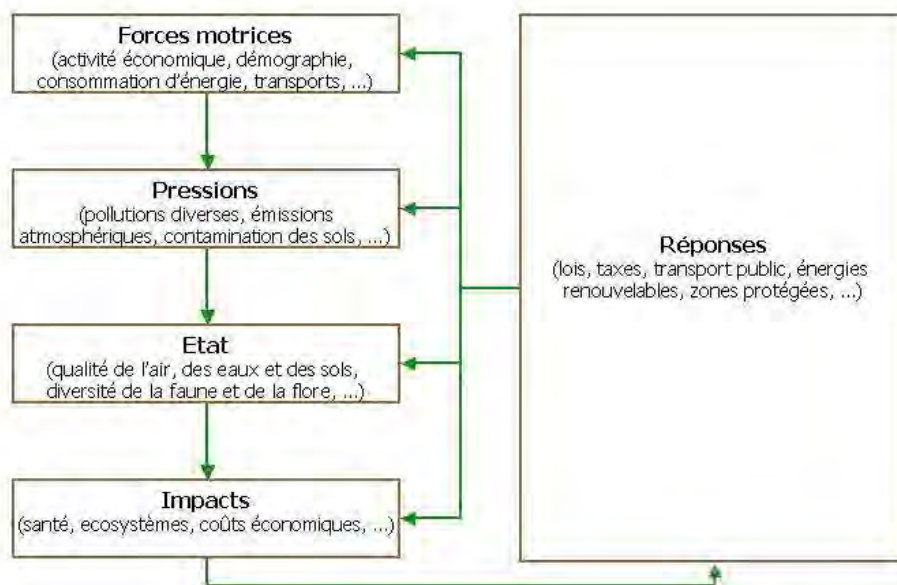 Forces motrices
(activité économique, démographie,
consommation d'énergie, transports, ...)
Pressions
(pollutions diverses, émissions
atmosphériques, contamination des sols, ...)
Etat
(qualité de l'air, des eaux et des sols,
diversité de la faune et de la flore, ...)
Impacts
(santé, ecosystèmes, coûts économiques, ...)
Réponses
(lois, taxes, transport public, énergies
renouvelables, zones protégées, ...)